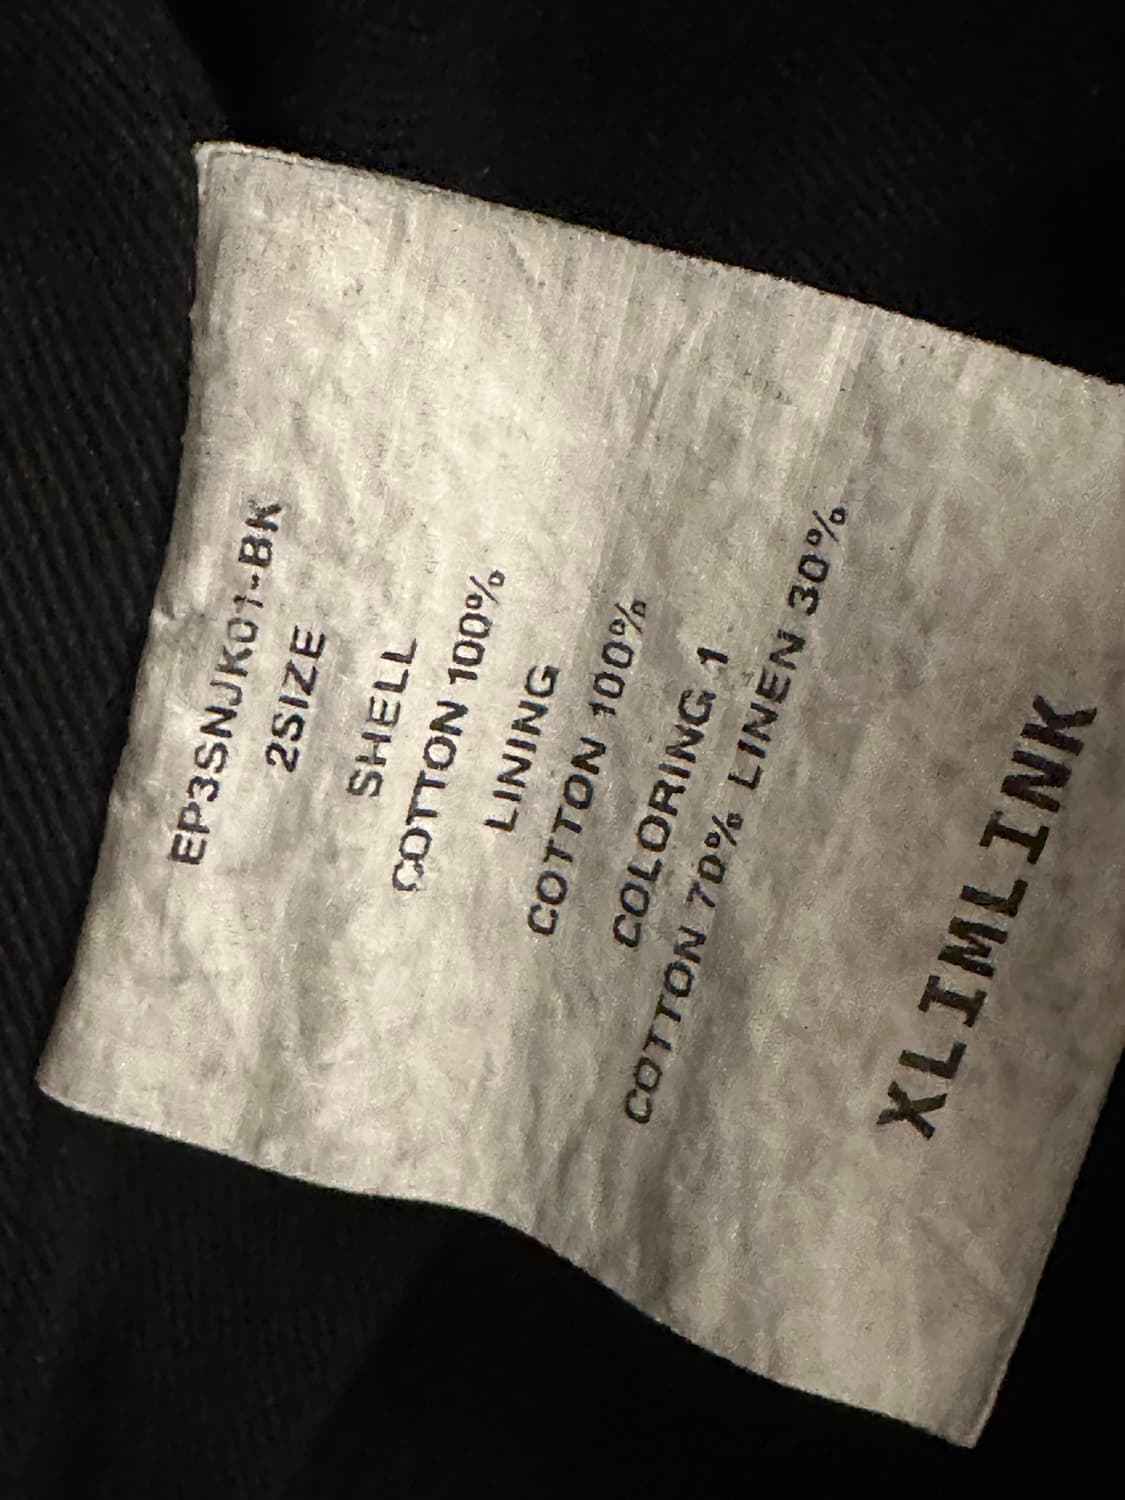 EP3SNJK01-BK
2SIZE
SHELL
COTTON 100%
LINING
COTTON 100%
COLORING 1
COTTON 70% LINEN 30%
XLIMLINK